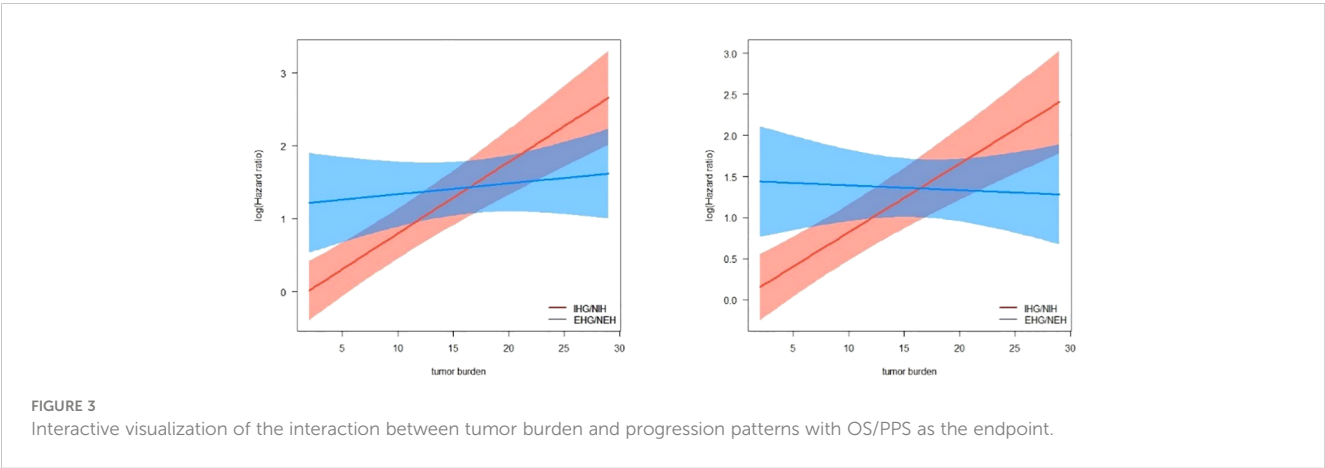 log(Hazard ratio)
3
2
1
0
5
10
15
20
25
30
tumor burden
IHG/NIH
EHG/NEH
log(Hazard ratio)
3.0
2.5
2.0
1.5
1.0
0.5
0.0
5
10
15
20
25
30
tumor burden
IHG/NIH
EHG/NEH
FIGURE 3
Interactive visualization of the interaction between tumor burden and progression patterns with OS/PPS as the endpoint.